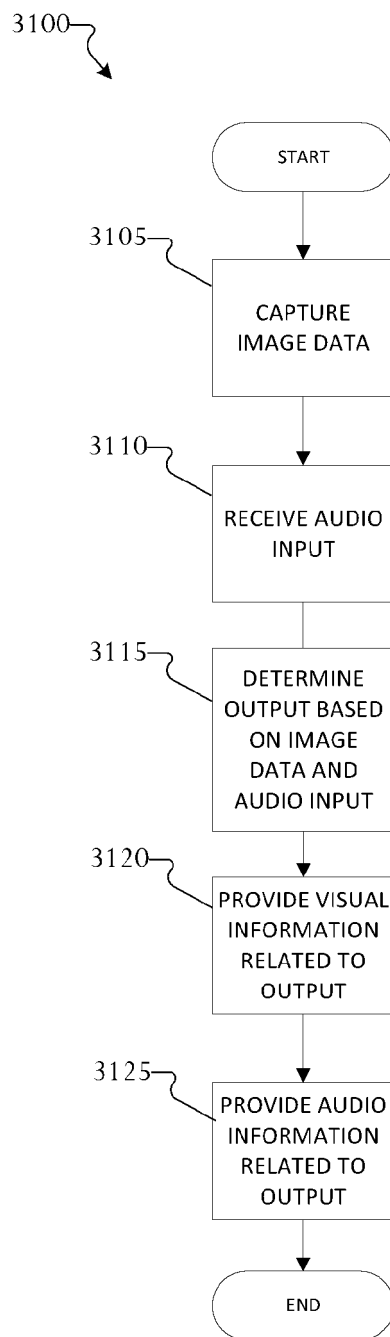 3100
START
3105
CAPTURE
IMAGE DATA
3110
RECEIVE AUDIO
INPUT
3115
DETERMINE
OUTPUT BASED
ON IMAGE
DATA AND
AUDIO INPUT
3120
PROVIDE VISUAL
INFORMATION
RELATED TO
OUTPUT
3125
PROVIDE AUDIO
INFORMATION
RELATED TO
OUTPUT
END